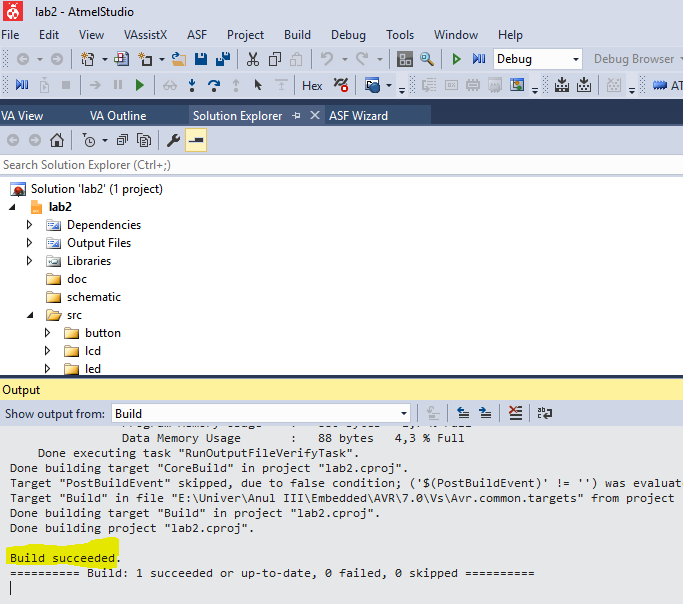 lab2 - AtmelStudio
File Edit View VAssistX ASF Project Build Debug Tools Window Help
Debug Debug Browser
Hex AT
VA View VA Outline Solution Explorer ASF Wizard
Search Solution Explorer (Ctrl+;)
Solution 'lab2' (1 project)
lab2
Dependencies
Output Files
Libraries
doc
schematic
src
button
lcd
led
Output
Show output from: Build
Program Memory Usage : bytes % Full
Data Memory Usage : 88 bytes 4,3 % Full
Done executing task "RunOutputFileVerifyTask".
Done building target "CoreBuild" in project "lab2.cproj".
Target "PostBuildEvent" skipped, due to false condition; ('$(PostBuildEvent)' != '') was evaluat
Target "Build" in file "E:\Univer\Anul III\Embedded\AVR\7.0\Vs\Avr.common.targets" from project
Done building target "Build" in project "lab2.cproj".
Done building project "lab2.cproj".
Build succeeded.
========== Build: 1 succeeded or up-to-date, 0 failed, 0 skipped ==========